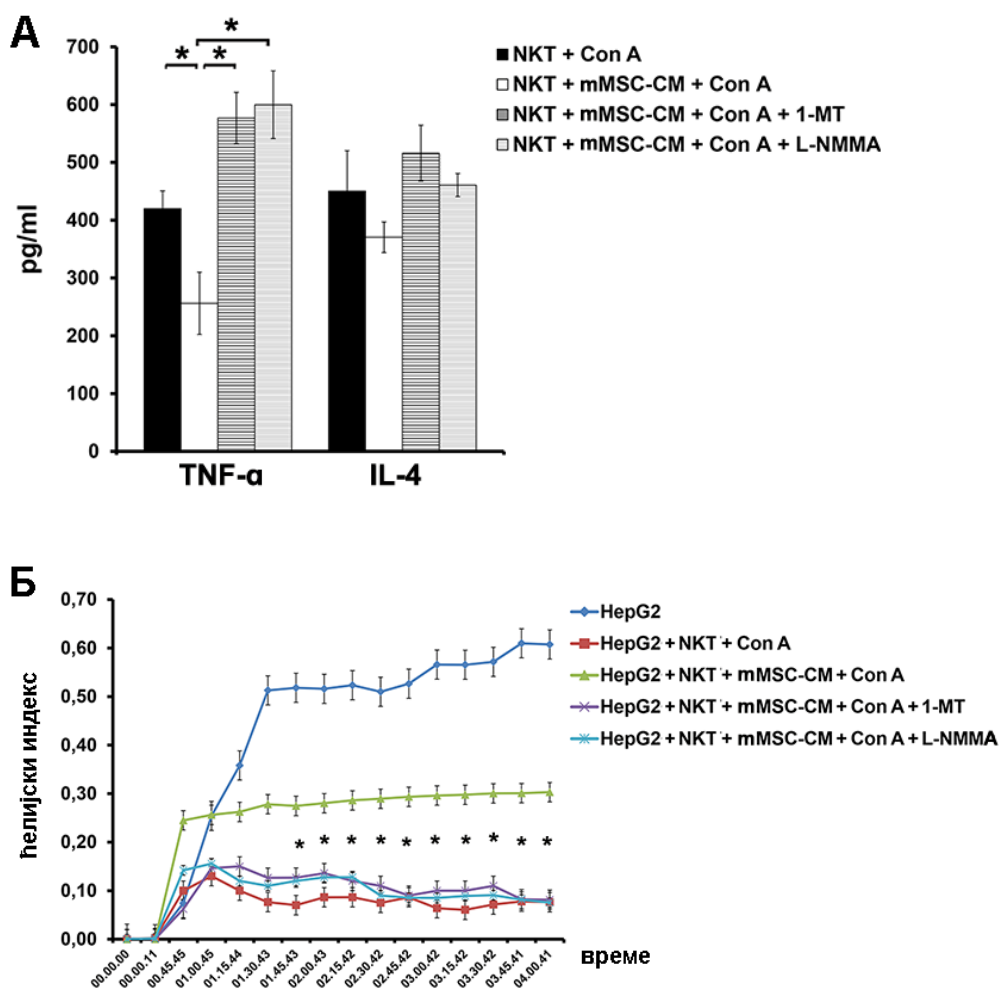 А
* * *
700
600
500
400
300
200
100
0
pg/ml
TNF-α IL-4
NKT + Con A
NKT + mMSC-CM + Con A
NKT + mMSC-CM + Con A + 1-MT
NKT + mMSC-CM + Con A + L-NMMA
Б
0,70
0,60
0,50
0,40
0,30
0,20
0,10
0,00
ћелијски индекс
* * * * * * * * * *
00.00.00 00.00.11 00.45.45 01.00.45 01.15.44 01.30.43 01.45.43 02.00.43 02.15.42 02.30.42 02.45.42 03.00.42 03.15.42 03.30.42 03.45.41 04.00.41
време
HepG2
HepG2 + NKT + Con A
HepG2 + NKT + mMSC-CM + Con A
HepG2 + NKT + mMSC-CM + Con A + 1-MT
HepG2 + NKT + mMSC-CM + Con A + L-NMMA